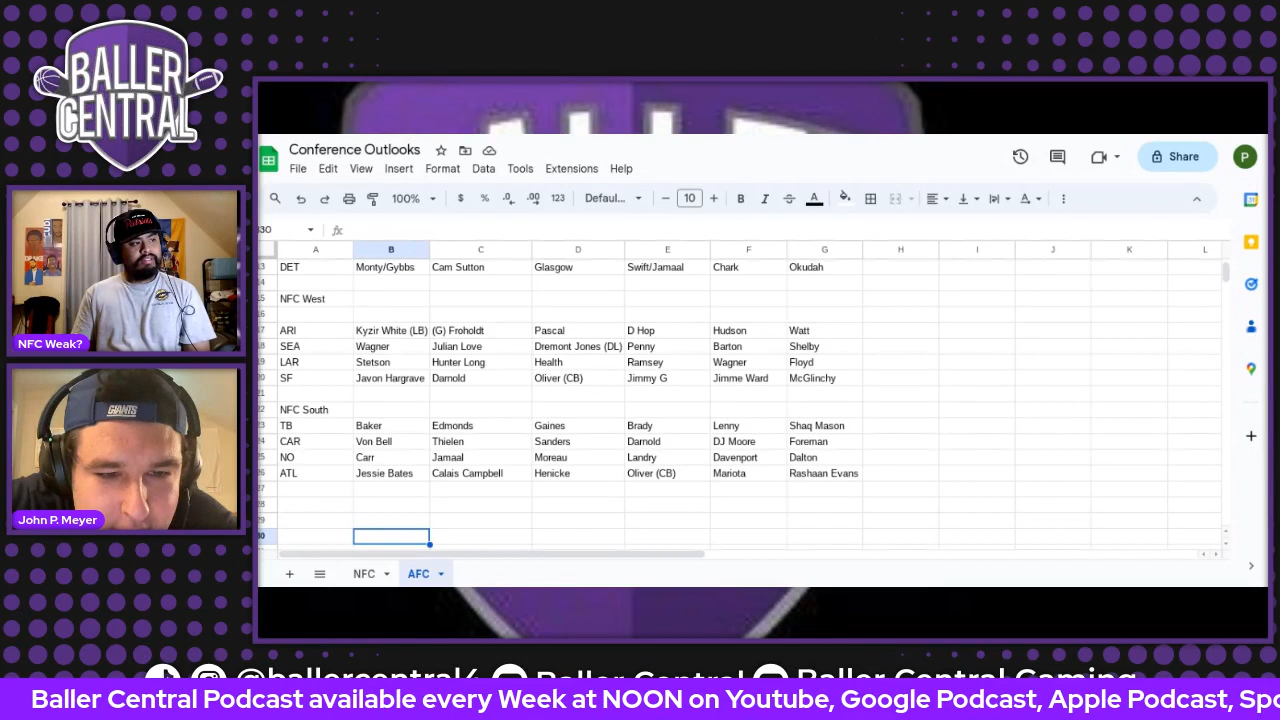 BALLER
CENTRAL
NFC Weak?
GIANTS
John P. Meyer
Conference Outlooks
File Edit View Insert Format Data Tools Extensions Help
Share
P
100% $ % .0 .00 123 Defaul... 10 B I A
A B C D E F G H I J K L
DET Monty/Gybbs Cam Sutton Glasgow Swift/Jamaal Chark Okudah
NFC West
ARI Kyzir White (LB) (G) Froholdt Pascal D Hop Hudson Watt
SEA Wagner Julian Love Dremont Jones (DL) Penny Barton Shelby
LAR Stetson Hunter Long Health Ramsey Wagner Floyd
SF Javon Hargrave Darnold Oliver (CB) Jimmy G Jimme Ward McGlinchy
NFC South
TB Baker Edmonds Gaines Brady Lenny Shaq Mason
CAR Von Bell Thielen Sanders Darnold DJ Moore Foreman
NO Carr Jamaal Moreau Landry Davenport Dalton
ATL Jessie Bates Calais Campbell Henicke Oliver (CB) Mariota Rashaan Evans
NFC AFC
Baller Central Gaming
Baller Central Podcast available every Week at NOON on Youtube, Google Podcast, Apple Podcast, Spo